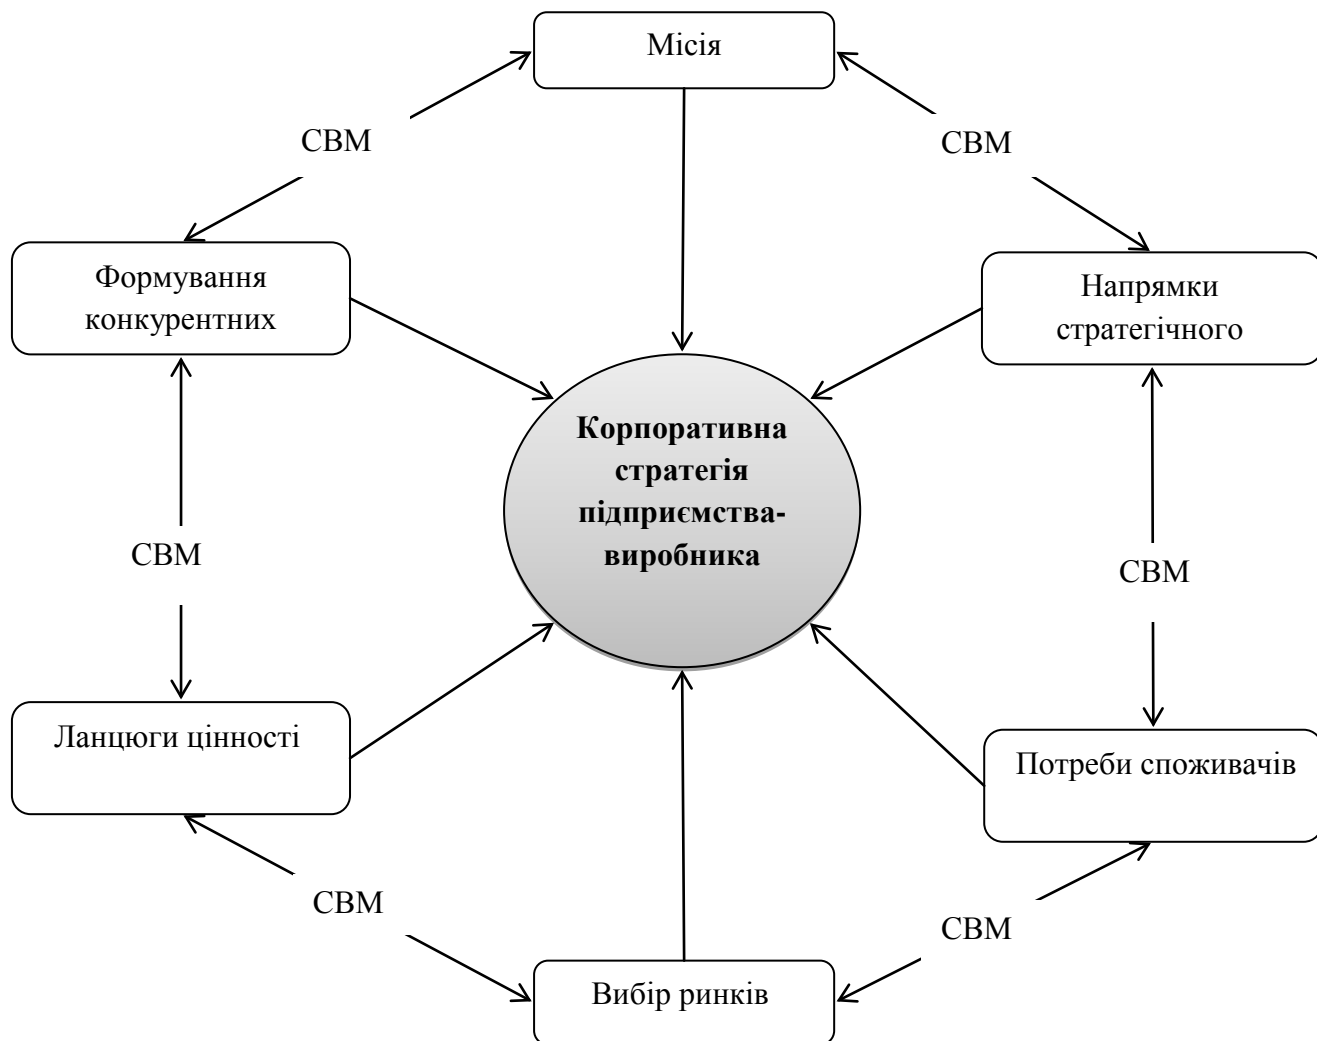 Місія
СВМ
СВМ
Формування
конкурентних
Напрямки
стратегічного
Корпоративна
стратегія
підприємства-
виробника
СВМ
СВМ
Ланцюги цінності
Потреби споживачів
СВМ
СВМ
Вибір ринків